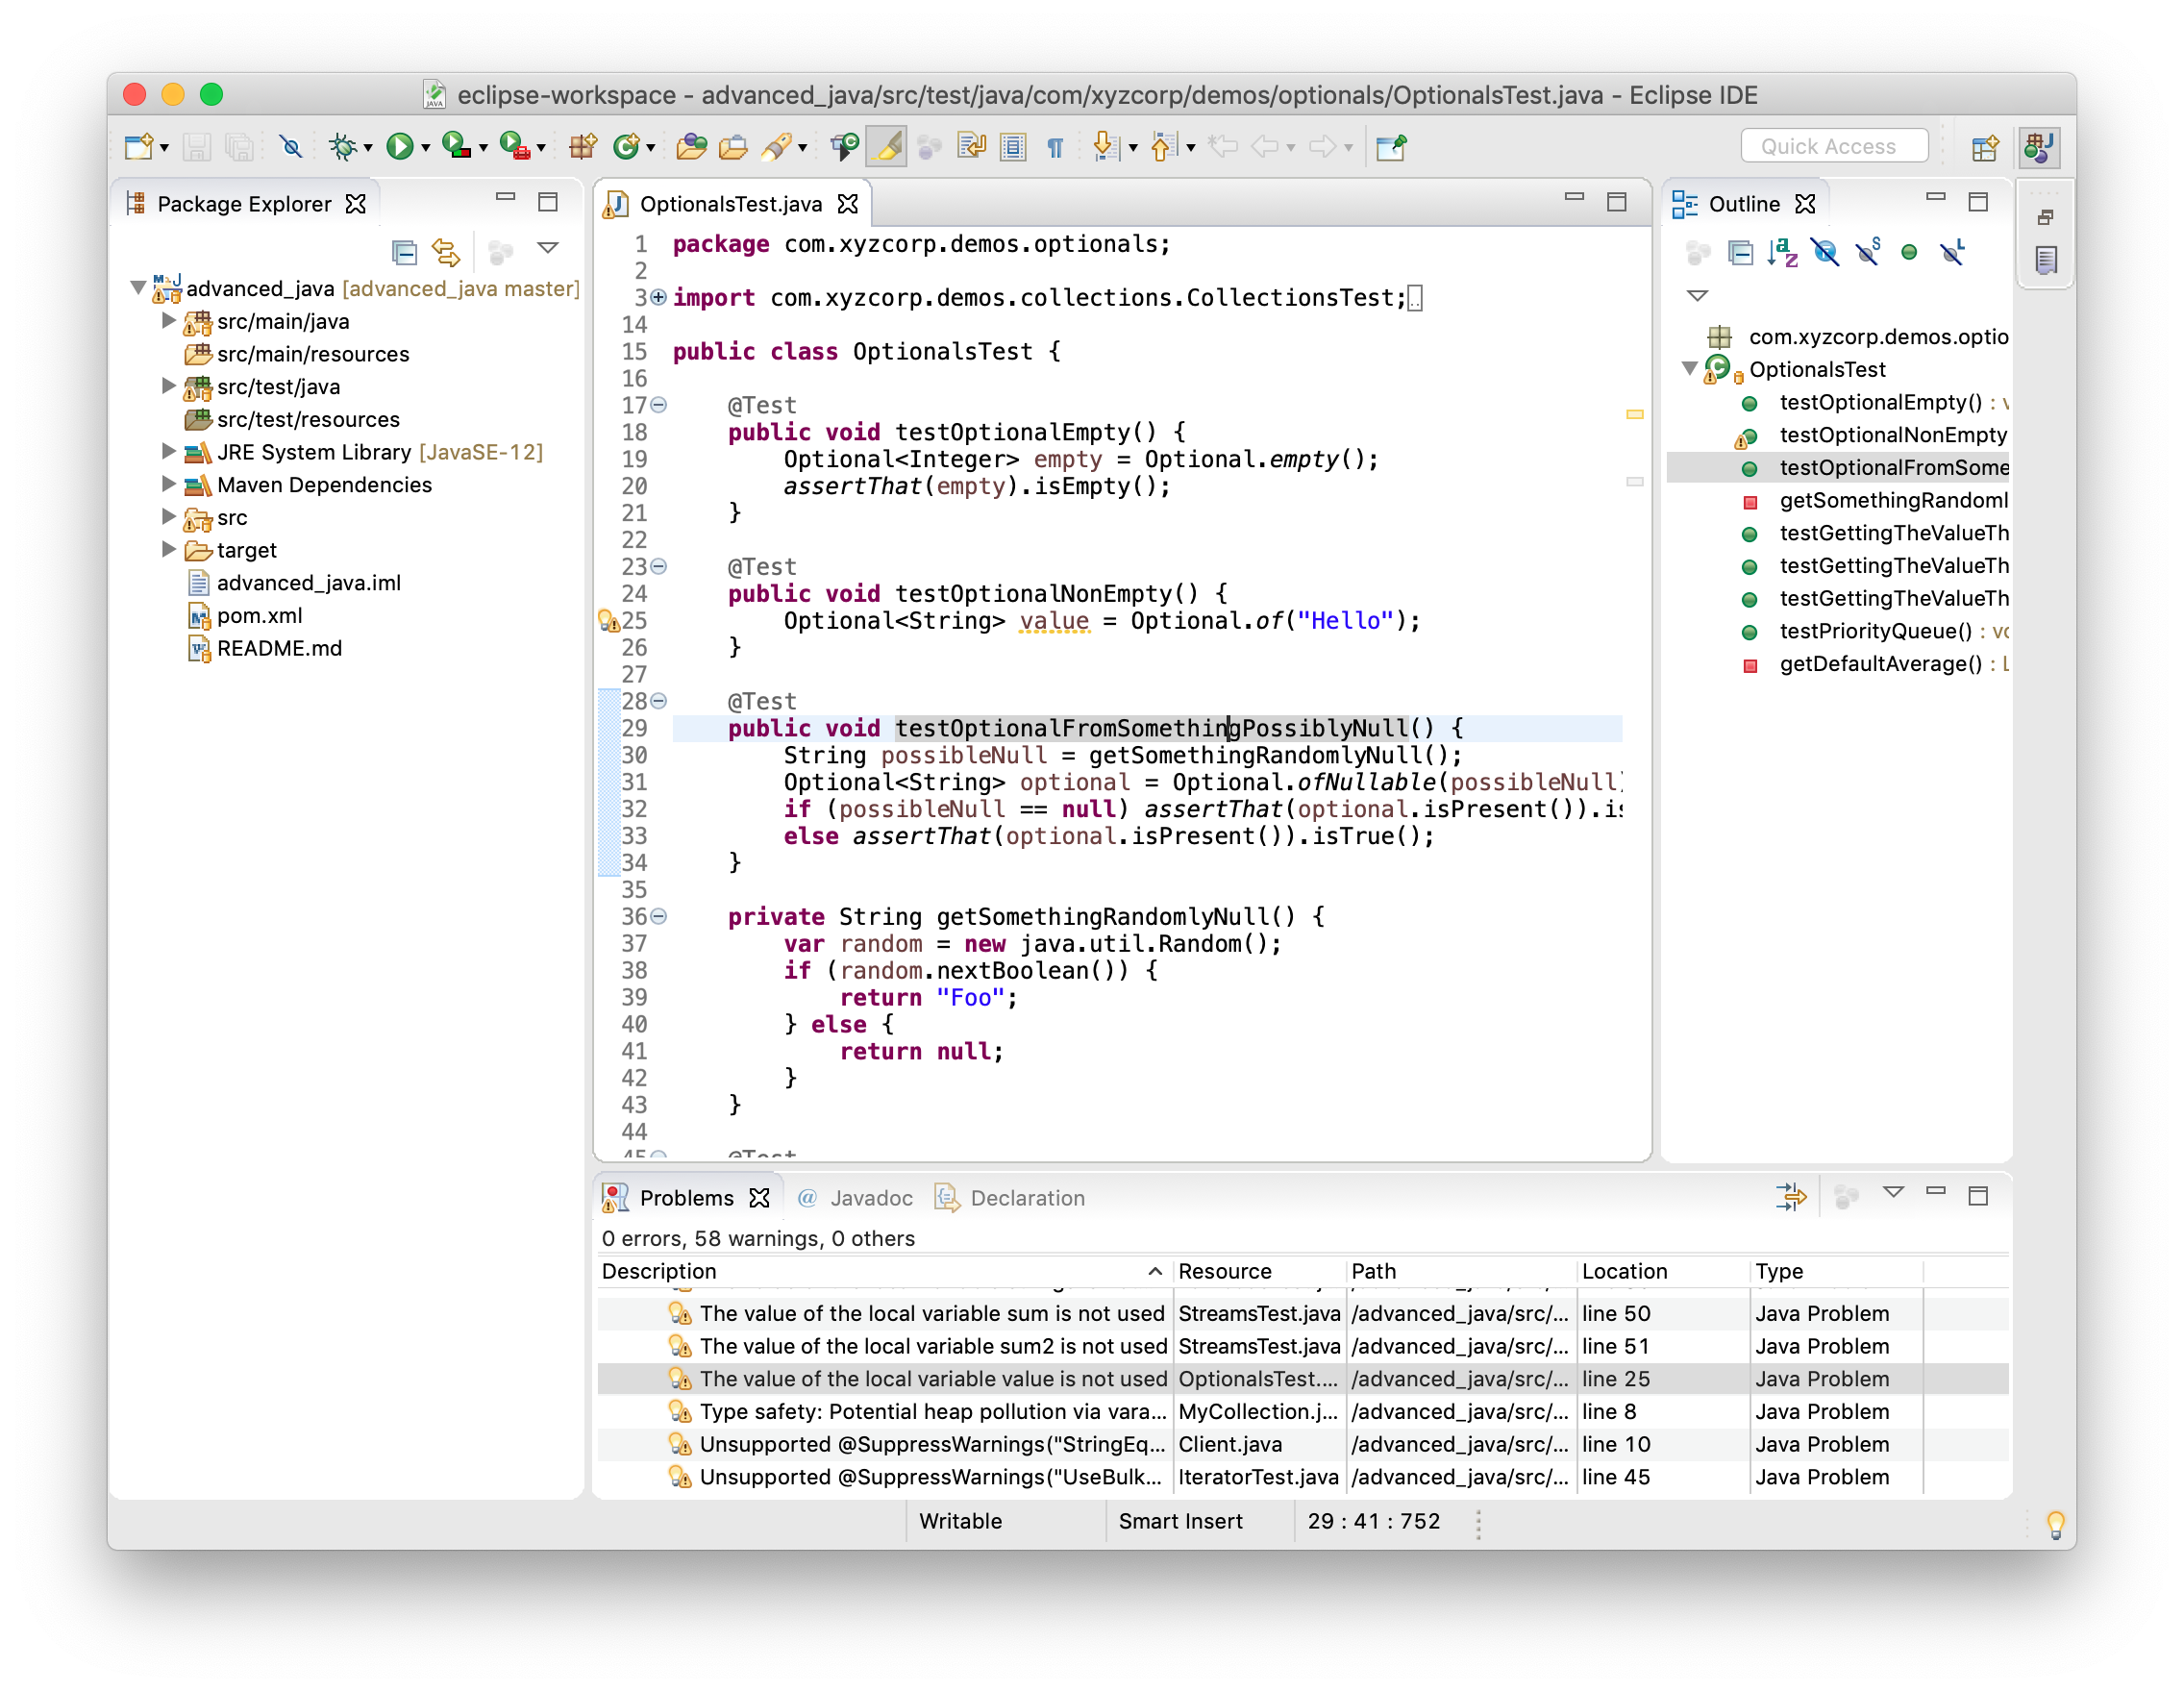 eclipse-workspace - advanced_java/src/test/java/com/xyzcorp/demos/optionals/OptionalsTest.java - Eclipse IDE
Quick Access
Package Explorer
advanced_java [advanced_java master]
src/main/java
src/main/resources
src/test/java
src/test/resources
JRE System Library [JavaSE-12]
Maven Dependencies
src
target
advanced_java.iml
pom.xml
README.md
OptionalsTest.java
1 package com.xyzcorp.demos.optionals;
2
3 import com.xyzcorp.demos.collections.CollectionsTest;
14
15 public class OptionalsTest {
16
17 @Test
18 public void testOptionalEmpty() {
19 Optional<Integer> empty = Optional.empty();
20 assertThat(empty).isEmpty();
21 }
22
23 @Test
24 public void testOptionalNonEmpty() {
25 Optional<String> value = Optional.of("Hello");
26 }
27
28 @Test
29 public void testOptionalFromSomethingPossiblyNull() {
30 String possibleNull = getSomethingRandomlyNull();
31 Optional<String> optional = Optional.ofNullable(possibleNull)
32 if (possibleNull == null) assertThat(optional.isPresent()).is
33 else assertThat(optional.isPresent()).isTrue();
34 }
35
36 private String getSomethingRandomlyNull() {
37 var random = new java.util.Random();
38 if (random.nextBoolean()) {
39 return "Foo";
40 } else {
41 return null;
42 }
43 }
44
45 @Test
Outline
com.xyzcorp.demos.optio
OptionalsTest
testOptionalEmpty() : v
testOptionalNonEmpty
testOptionalFromSome
getSomethingRandoml
testGettingTheValueTh
testGettingTheValueTh
testGettingTheValueTh
testPriorityQueue() : vo
getDefaultAverage() : L
Problems @ Javadoc Declaration
0 errors, 58 warnings, 0 others
Description Resource Path Location Type
The value of the local variable sum is not used StreamsTest.java /advanced_java/src/... line 50 Java Problem
The value of the local variable sum2 is not used StreamsTest.java /advanced_java/src/... line 51 Java Problem
The value of the local variable value is not used OptionalsTest.... /advanced_java/src/... line 25 Java Problem
Type safety: Potential heap pollution via vara... MyCollection.j... /advanced_java/src/... line 8 Java Problem
Unsupported @SuppressWarnings("StringEq... Client.java /advanced_java/src/... line 10 Java Problem
Unsupported @SuppressWarnings("UseBulk... IteratorTest.java /advanced_java/src/... line 45 Java Problem
Writable Smart Insert 29 : 41 : 752